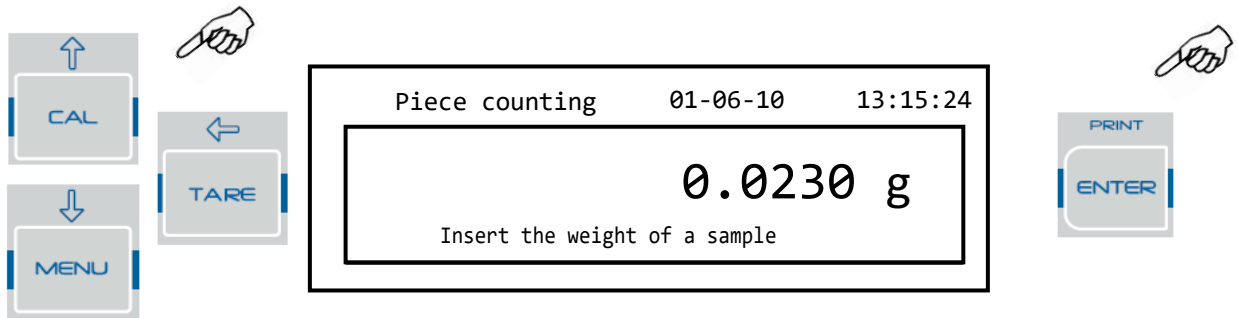 CAL
MENU
TARE
Piece counting 01-06-10 13:15:24
0.0230 g
Insert the weight of a sample
PRINT
ENTER